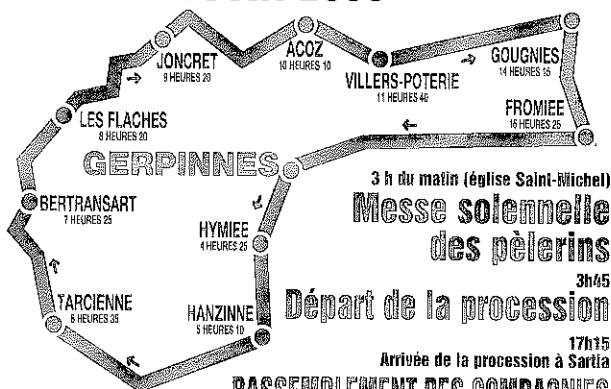 JONCRET
9 HEURES 20
ACOZ
10 HEURES 10
VILLERS-POTERIE
11 HEURES 40
GOUGNIES
14 HEURES
FROMIEE
16 HEURES 25
LES FLACHES
8 HEURES 20
GERPINNES
BERTRANSART
7 HEURES 25
HYMIEE
4 HEURES 25
TARCIENNE
6 HEURES 35
HANZINNE
5 HEURES 10
3 h du matin (église Saint-Michel)
Messe solennelle
des pèlerins
3h45
Départ de la procession
17h15
Arrivée de la procession à Sartia
RASSEMBLEMENT DES COMPAGNIES